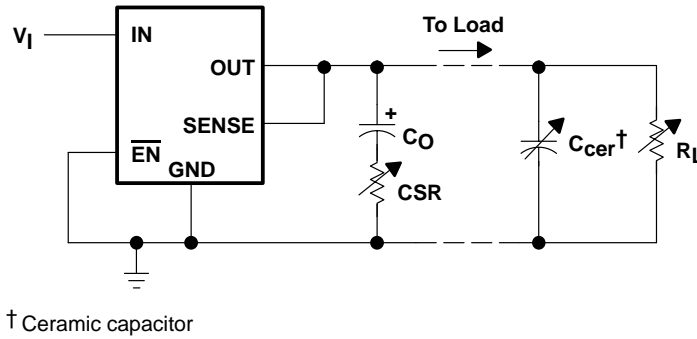 To Load
VI
IN
OUT
SENSE
EN
GND
+
CO
CSR
Ccer†
RL
† Ceramic capacitor